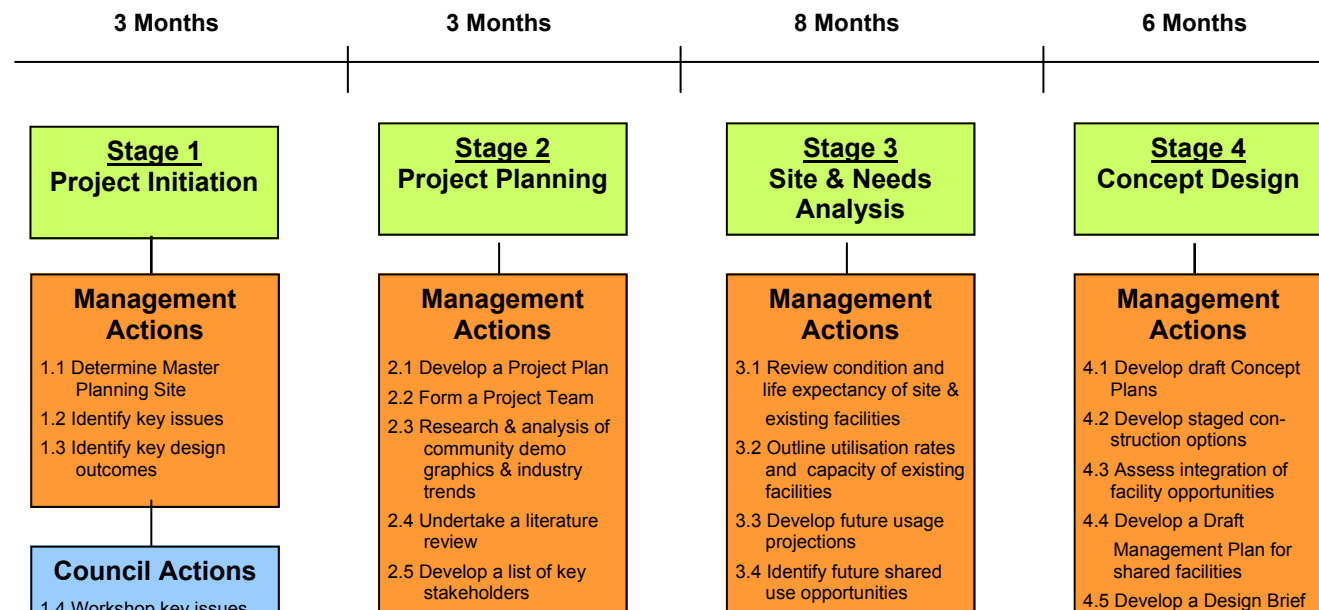 3 Months
3 Months
8 Months
6 Months
Stage 1
Project Initiation
Management
Actions
1.1 Determine Master
Planning Site
1.2 Identify key issues
1.3 Identify key design
outcomes
Council Actions
1.4 Workshop key issues
Stage 2
Project Planning
Management
Actions
2.1 Develop a Project Plan
2.2 Form a Project Team
2.3 Research & analysis of
community demo
graphics & industry
trends
2.4 Undertake a literature
review
2.5 Develop a list of key
stakeholders
Stage 3
Site & Needs
Analysis
Management
Actions
3.1 Review condition and
life expectancy of site &
existing facilities
3.2 Outline utilisation rates
and capacity of existing
facilities
3.3 Develop future usage
projections
3.4 Identify future shared
use opportunities
Stage 4
Concept Design
Management
Actions
4.1 Develop draft Concept
Plans
4.2 Develop staged con-
struction options
4.3 Assess integration of
facility opportunities
4.4 Develop a Draft
Management Plan for
shared facilities
4.5 Develop a Design Brief